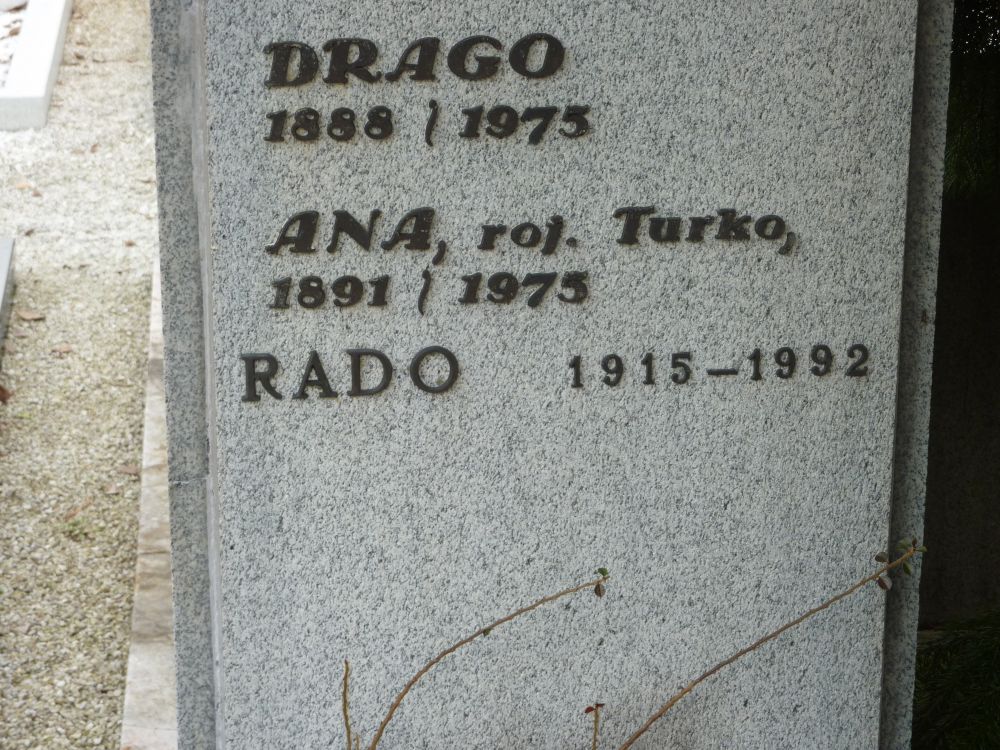 DRAGO
1888 / 1975
ANA, roj. Turko,
1891 / 1975
RADO 1915-1992